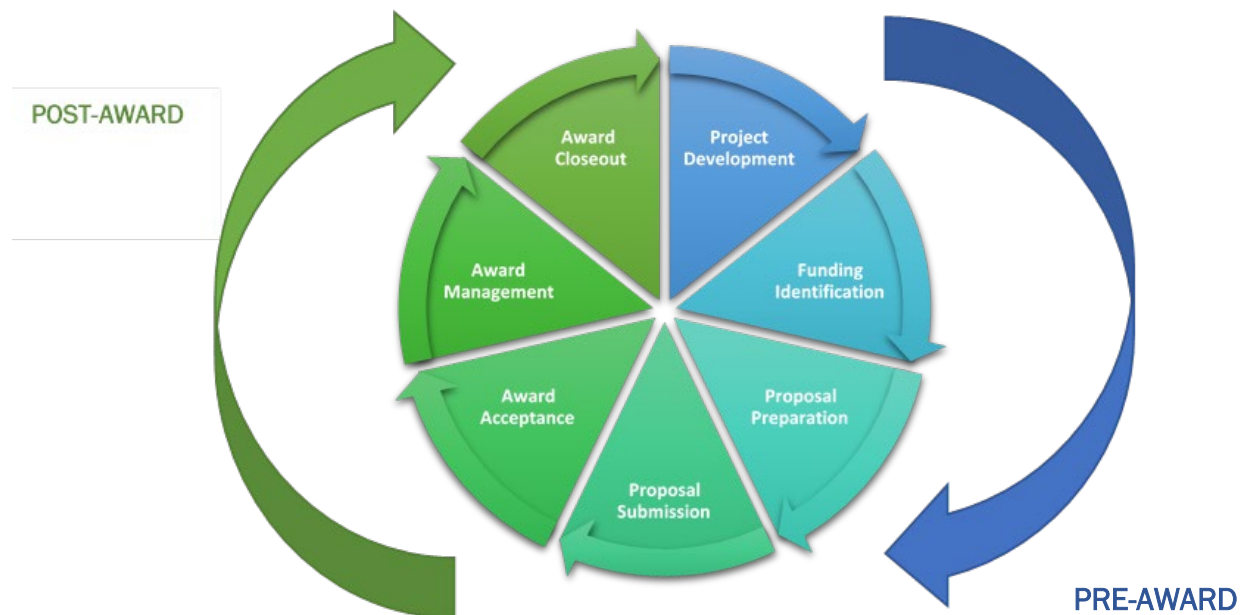 POST-AWARD
Award
Closeout
Project
Development
Award
Management
Funding
Identification
Award
Acceptance
Proposal
Preparation
Proposal
Submission
PRE-AWARD